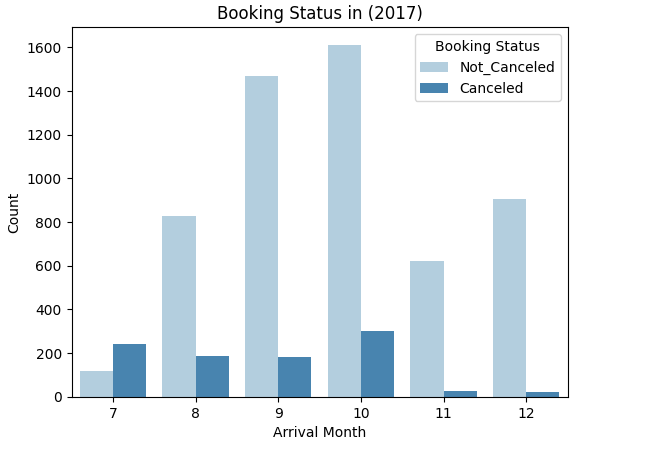 Booking Status in (2017)
Booking Status
Not_Canceled
Canceled
1600
1400
1200
1000
800
600
400
200
0
Count
7 8 9 10 11 12
Arrival Month